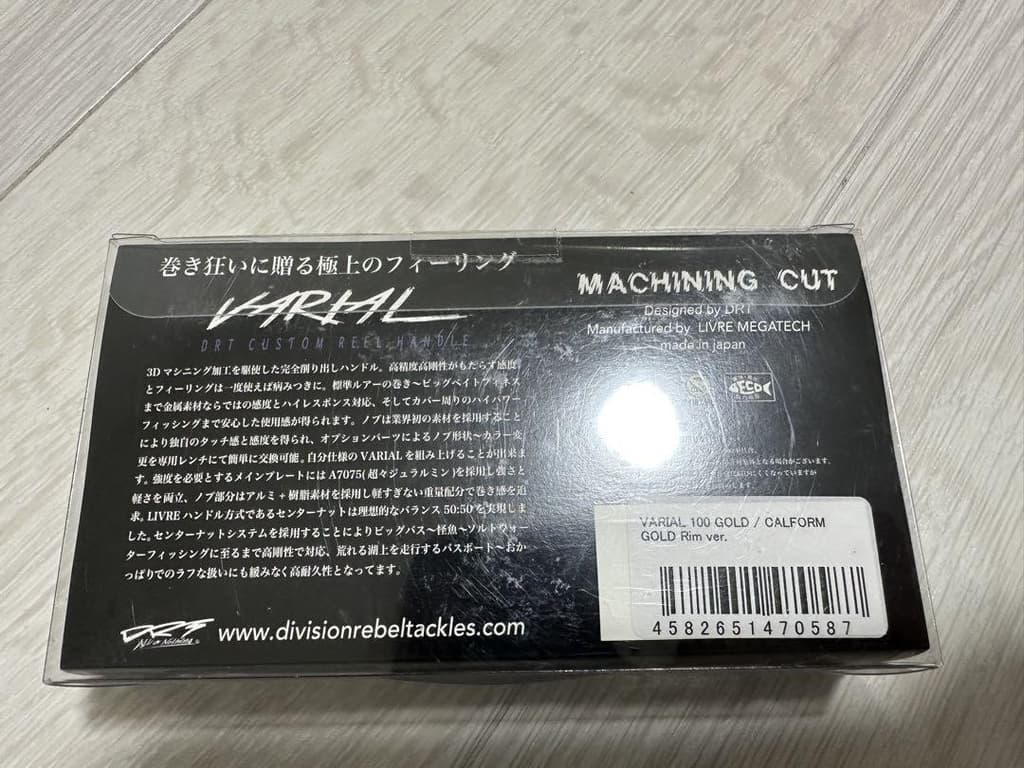 巻き狂いに贈る極上のフィーリング
VARIAL
DRT CUSTOM REEL HANDLE
3Dマシニング加工を駆使した完全削り出しハンドル。高精度高剛性がもたらす感度
とフィーリングは一度使えば病みつきに。標準ルアーの巻き〜ビッグベイトフィネス
まで金属素材ならではの感度とハイレスポンス対応、そしてカバー周りのハイパワー
フィッシングまで安心した使用感が得られます。ノブは業界初の素材を採用すること
により独自のタッチ感と感度を得られ、オプションパーツによるノブ形状〜カラー変
更を専用レンチにて簡単に交換可能。自分仕様のVARIALを組み上げることが出来ま
す。強度を必要とするメインプレートにはA7075(超々ジュラルミン)を採用し強さと
軽さを両立、ノブ部分はアルミ+樹脂素材を採用し軽すぎない重量配分で巻き感を追
求。LIVREハンドル方式であるセンターナットは理想的なバランス50:50を実現しま
した。センターナットシステムを採用することによりビッグバス〜怪魚〜ソルトウォー
ターフィッシングに至るまで高剛性で対応、荒れる湖上を走行するバスボート〜おか
っぱりでのラフな扱いにも緩みなく高耐久性となってます。
DRT
www.divisionrebeltackles.com
MACHINING CUT
Designed by DRT
Manufactured by LIVRE MEGATECH
made in japan
FECO
VARIAL 100 GOLD / CALFORM
GOLD Rim ver.
4582651470587